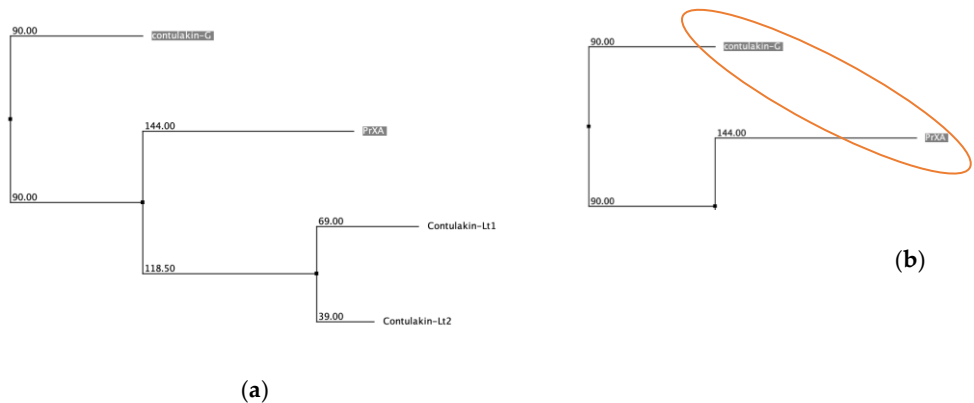 90.00
contulakin-G
144.00
PrXA
90.00
69.00
Contulakin-Lt1
118.50
39.00
Contulakin-Lt2
(a)
90.00
contulakin-G
144.00
PrXA
90.00
(b)